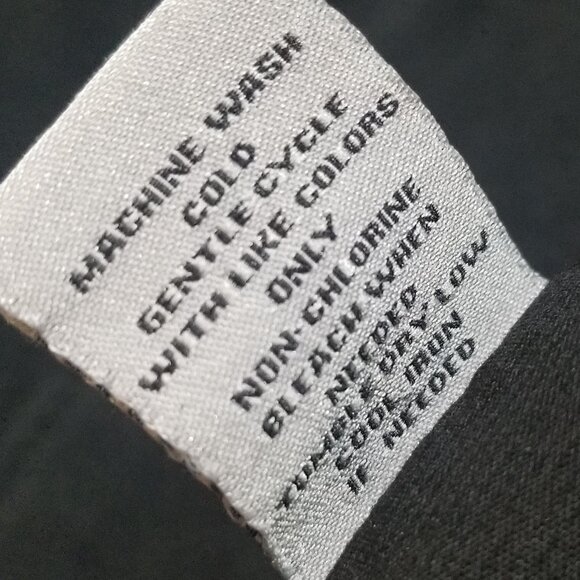 MACHINE WASH
COLD
GENTLE CYCLE
WITH LIKE COLORS
ONLY
NON-CHLORINE
BLEACH WHEN
NEEDED
TUMBLE DRY LOW
COOL IRON
IF NEEDED